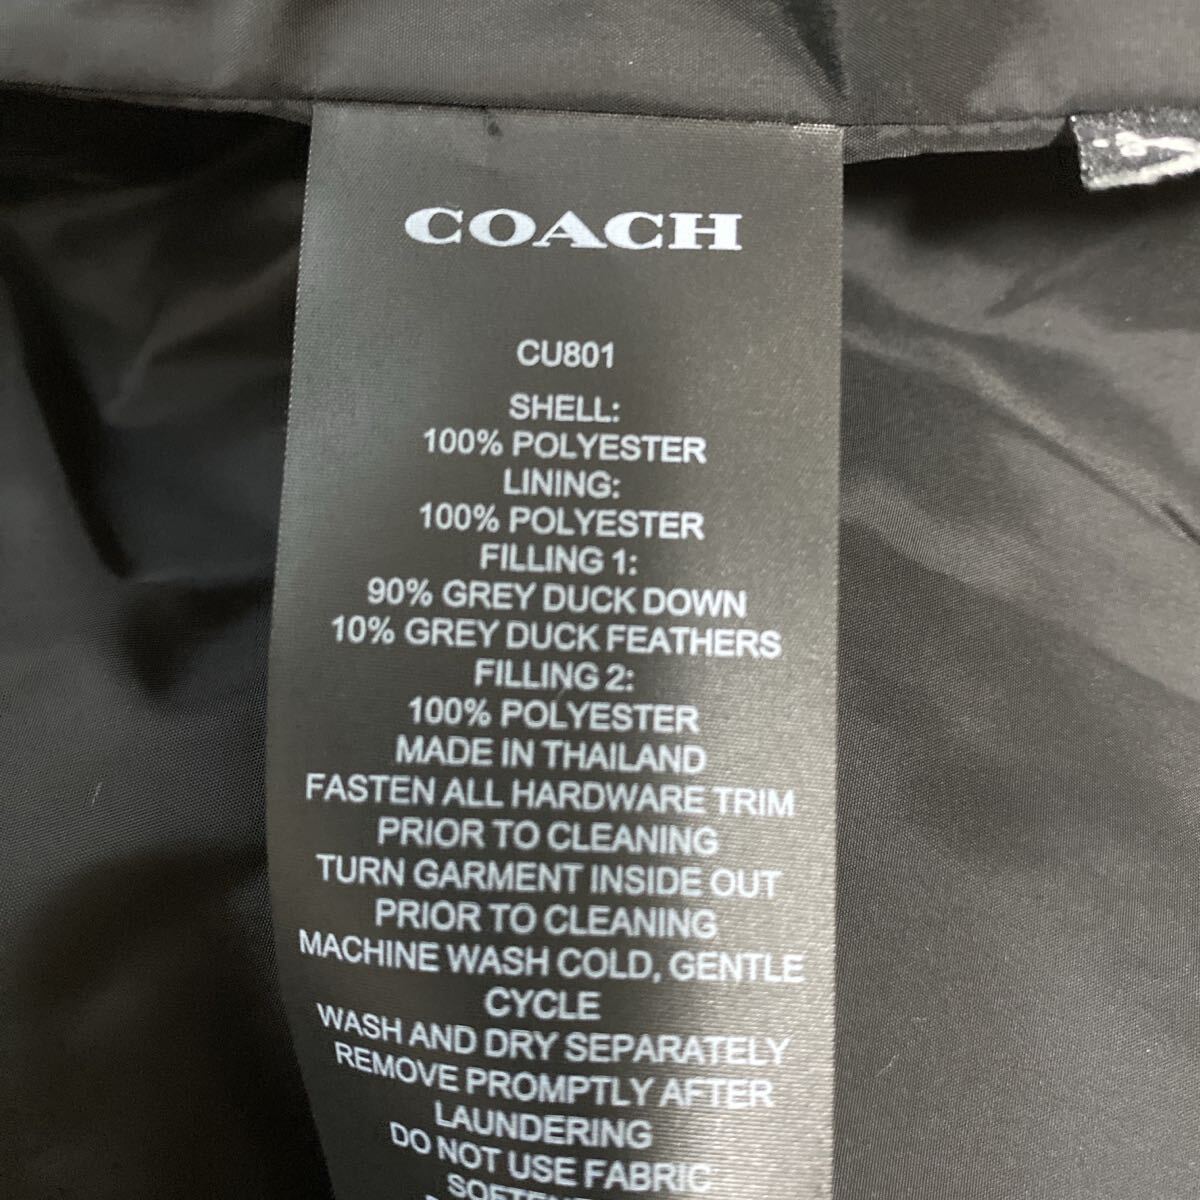 COACH
CU801
SHELL:
100% POLYESTER
LINING:
100% POLYESTER
FILLING 1:
90% GREY DUCK DOWN
10% GREY DUCK FEATHERS
FILLING 2:
100% POLYESTER
MADE IN THAILAND
FASTEN ALL HARDWARE TRIM
PRIOR TO CLEANING
TURN GARMENT INSIDE OUT
PRIOR TO CLEANING
MACHINE WASH COLD, GENTLE
CYCLE
WASH AND DRY SEPARATELY
REMOVE PROMPTLY AFTER
LAUNDERING
DO NOT USE FABRIC